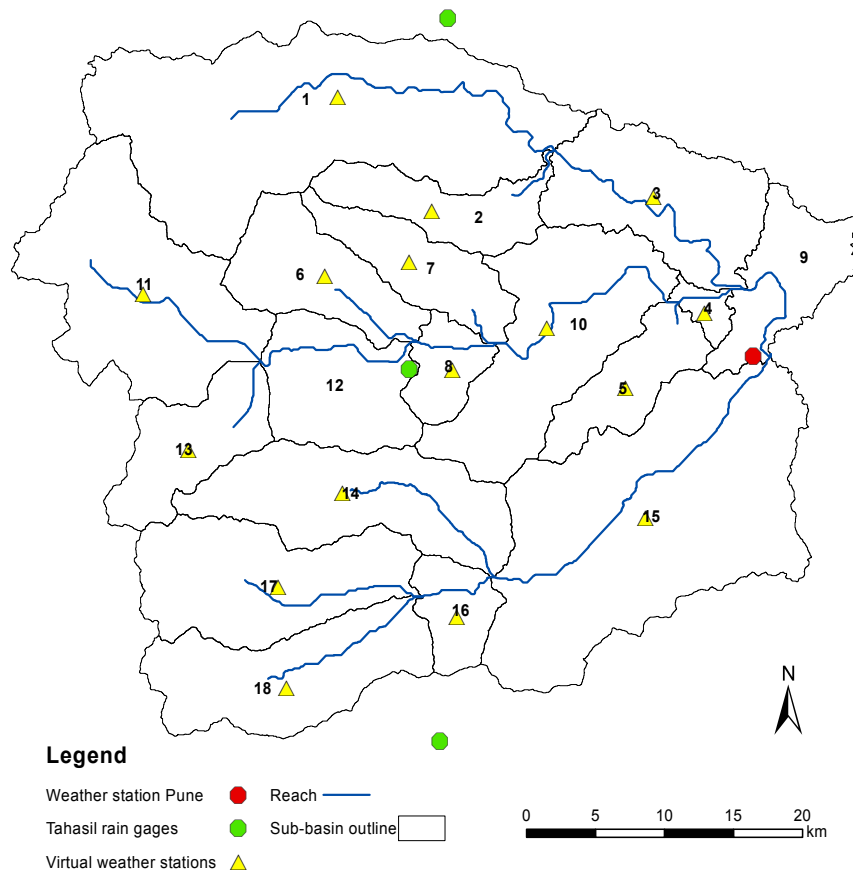 1
3
2
9
7
6
11
4
10
8
12
5
13
14
15
17
16
18
N
Legend
Weather station Pune
Reach
Tahasil rain gages
Sub-basin outline
Virtual weather stations
0 5 10 15 20
km